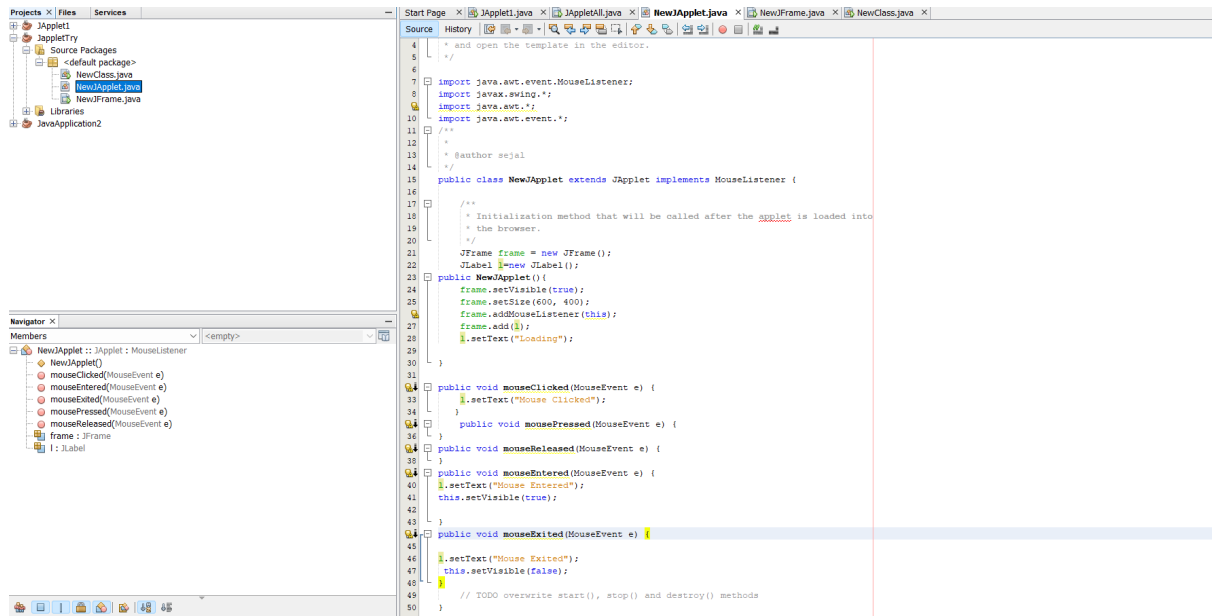 Projects × Files Services
JApplet1
JappletTry
Source Packages
<default package>
NewClass.java
NewJApplet.java
NewJFrame.java
Libraries
JavaApplication2
Navigator ×
Members <empty>
NewJApplet :: JApplet : MouseListener
NewJApplet()
mouseClicked(MouseEvent e)
mouseEntered(MouseEvent e)
mouseExited(MouseEvent e)
mousePressed(MouseEvent e)
mouseReleased(MouseEvent e)
frame : JFrame
l : JLabel
Start Page × JApplet1.java × JAppletAll.java × NewJApplet.java × NewJFrame.java × NewClass.java ×
Source History
4 * and open the template in the editor.
5 */
6
7 import java.awt.event.MouseListener;
8 import javax.swing.*;
import java.awt.*;
10 import java.awt.event.*;
11 /**
12 *
13 * @author sejal
14 */
15 public class NewJApplet extends JApplet implements MouseListener {
16
17 /**
18 * Initialization method that will be called after the applet is loaded into
19 * the browser.
20 */
21 JFrame frame = new JFrame();
22 JLabel l=new JLabel();
23 public NewJApplet(){
24 frame.setVisible(true);
25 frame.setSize(600, 400);
frame.addMouseListener(this);
27 frame.add(l);
28 l.setText("Loading");
29
30 }
31
public void mouseClicked(MouseEvent e) {
33 l.setText("Mouse Clicked");
34 }
public void mousePressed(MouseEvent e) {
36 }
public void mouseReleased(MouseEvent e) {
38 }
public void mouseEntered(MouseEvent e) {
40 l.setText("Mouse Entered");
41 this.setVisible(true);
42
43 }
public void mouseExited(MouseEvent e) {
45
46 l.setText("Mouse Exited");
47 this.setVisible(false);
48 }
49 // TODO overwrite start(), stop() and destroy() methods
50 }